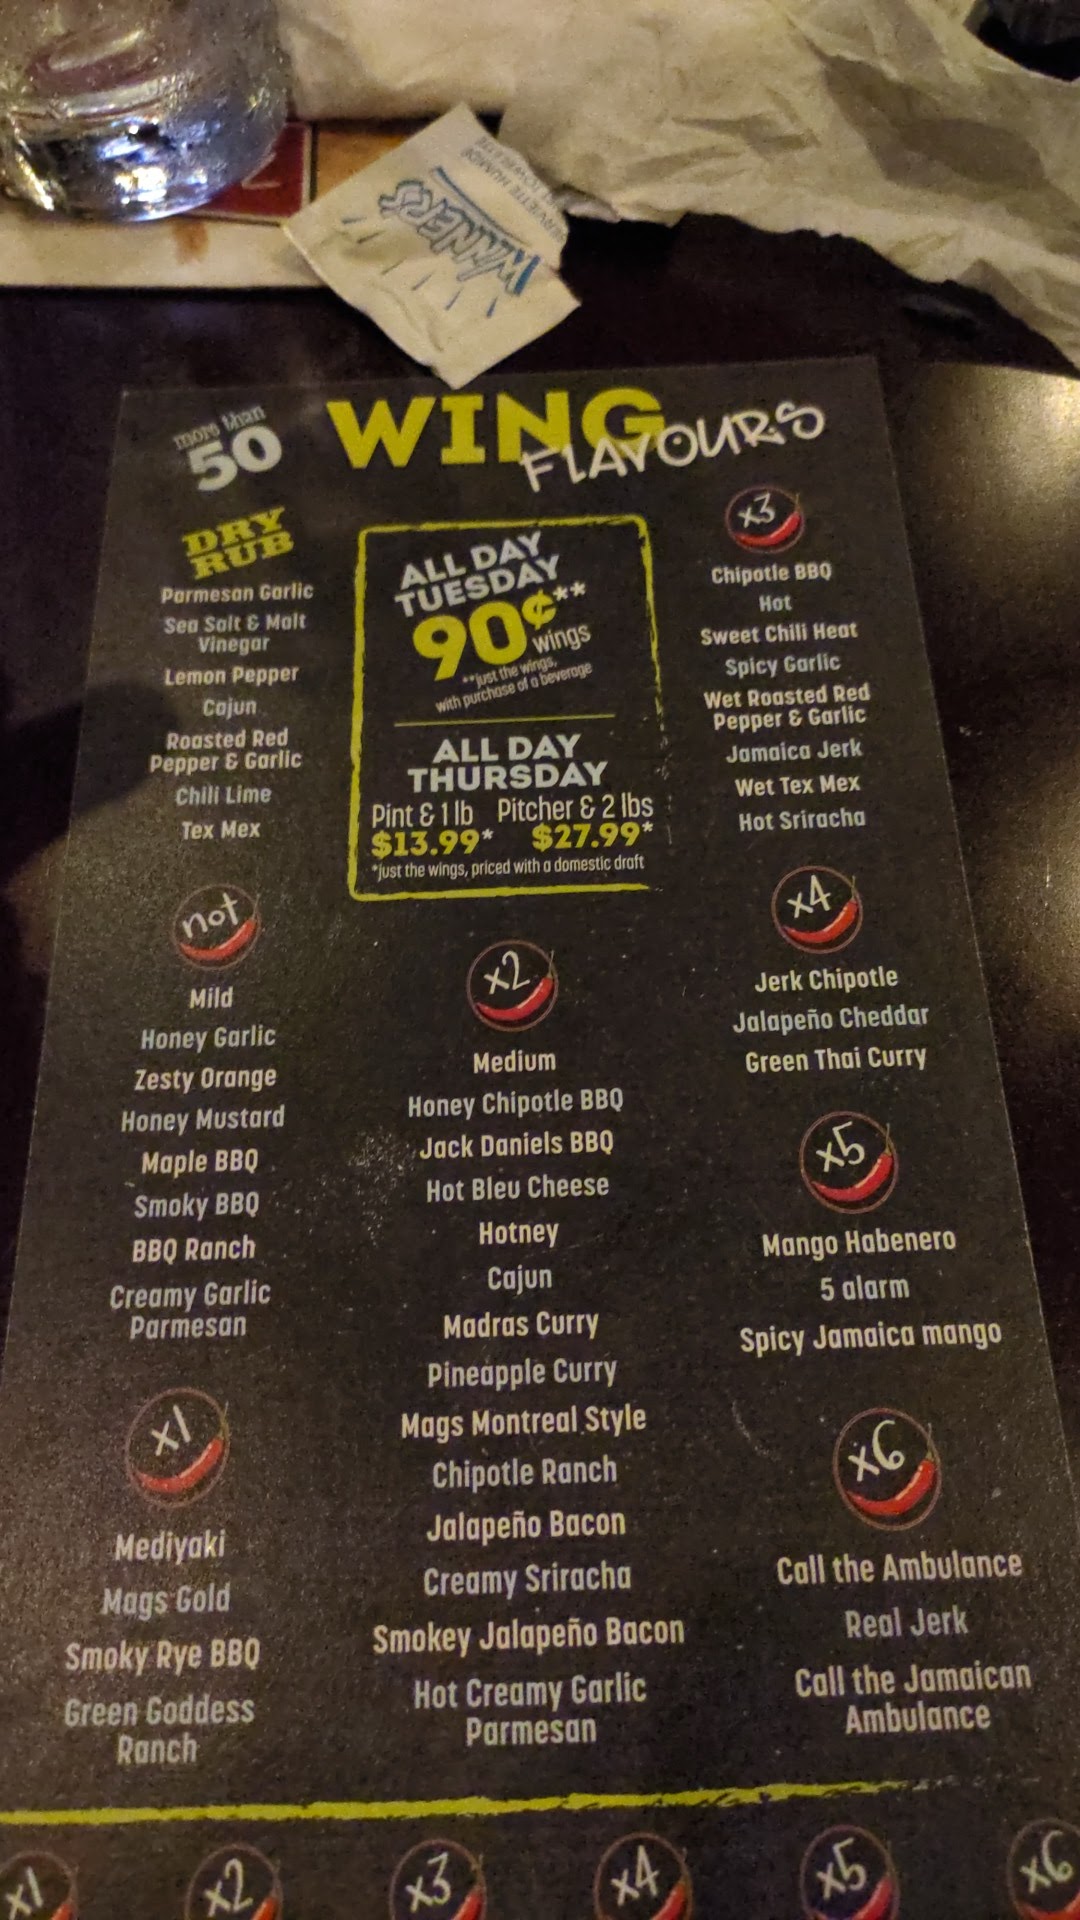 WINNERS
more than
50
WING
FLAVOURS
DRY
RUB
Parmesan Garlic
Sea Salt & Malt
Vinegar
Lemon Pepper
Cajun
Roasted Red
Pepper & Garlic
Chili Lime
Tex Mex
not
Mild
Honey Garlic
Zesty Orange
Honey Mustard
Maple BBQ
Smoky BBQ
BBQ Ranch
Creamy Garlic
Parmesan
x1
Mediyaki
Mags Gold
Smoky Rye BBQ
Green Goddess
Ranch
ALL DAY
TUESDAY
90¢**
wings
**just the wings,
with purchase of a beverage
ALL DAY
THURSDAY
Pint & 1 lb Pitcher & 2 lbs
$13.99* $27.99*
*just the wings, priced with a domestic draft
x2
Medium
Honey Chipotle BBQ
Jack Daniels BBQ
Hot Bleu Cheese
Hotney
Cajun
Madras Curry
Pineapple Curry
Mags Montreal Style
Chipotle Ranch
Jalapeño Bacon
Creamy Sriracha
Smokey Jalapeño Bacon
Hot Creamy Garlic
Parmesan
x3
Chipotle BBQ
Hot
Sweet Chili Heat
Spicy Garlic
Wet Roasted Red
Pepper & Garlic
Jamaica Jerk
Wet Tex Mex
Hot Sriracha
x4
Jerk Chipotle
Jalapeño Cheddar
Green Thai Curry
x5
Mango Habenero
5 alarm
Spicy Jamaica mango
x6
Call the Ambulance
Real Jerk
Call the Jamaican
Ambulance
x1 x2 x3 x4 x5 x6